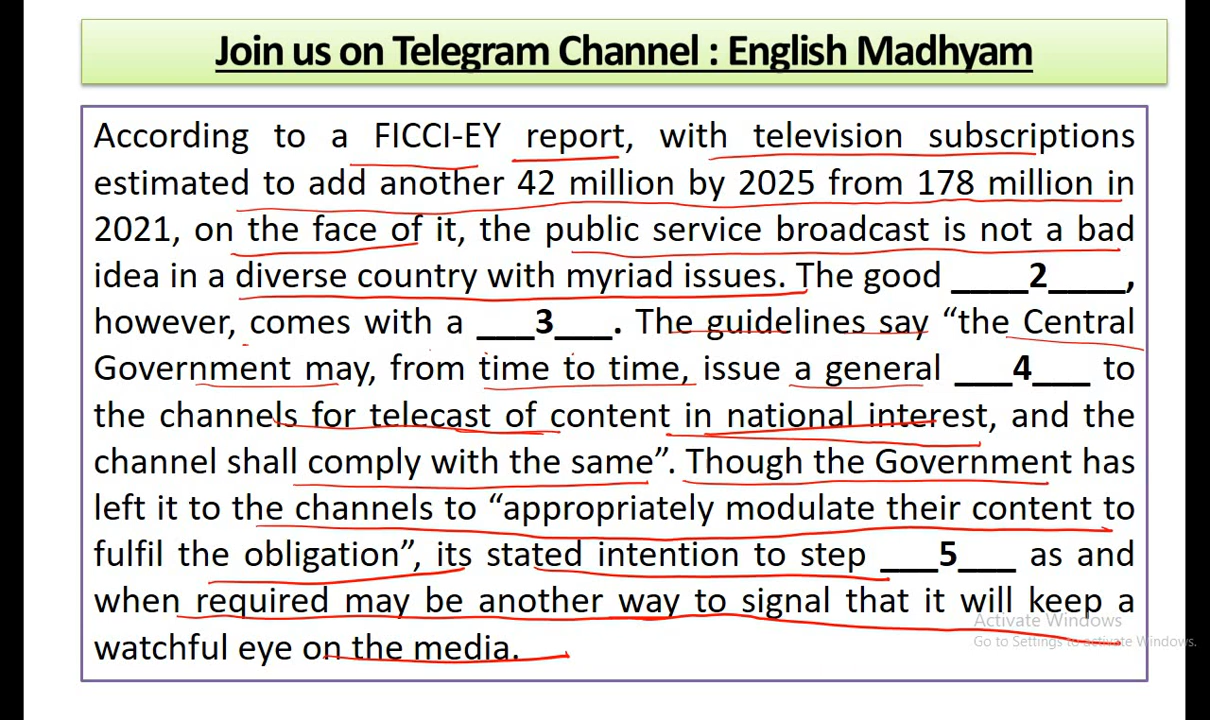 Join us on Telegram Channel : English Madhyam
According to a FICCI-EY report, with television subscriptions
estimated to add another 42 million by 2025 from 178 million in
2021, on the face of it, the public service broadcast is not a bad
idea in a diverse country with myriad issues. The good ____2____,
however, comes with a ___3___. The guidelines say “the Central
Government may, from time to time, issue a general ___4___ to
the channels for telecast of content in national interest, and the
channel shall comply with the same”. Though the Government has
left it to the channels to “appropriately modulate their content to
fulfil the obligation”, its stated intention to step ___5___ as and
when required may be another way to signal that it will keep a
watchful eye on the media.
Activate Windows
Go to Settings to activate Windows.